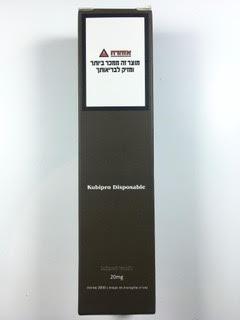 אזהרה
מוצר זה ממכר ביותר
ומזיק לבריאותך
Kubipro Disposable
20mg